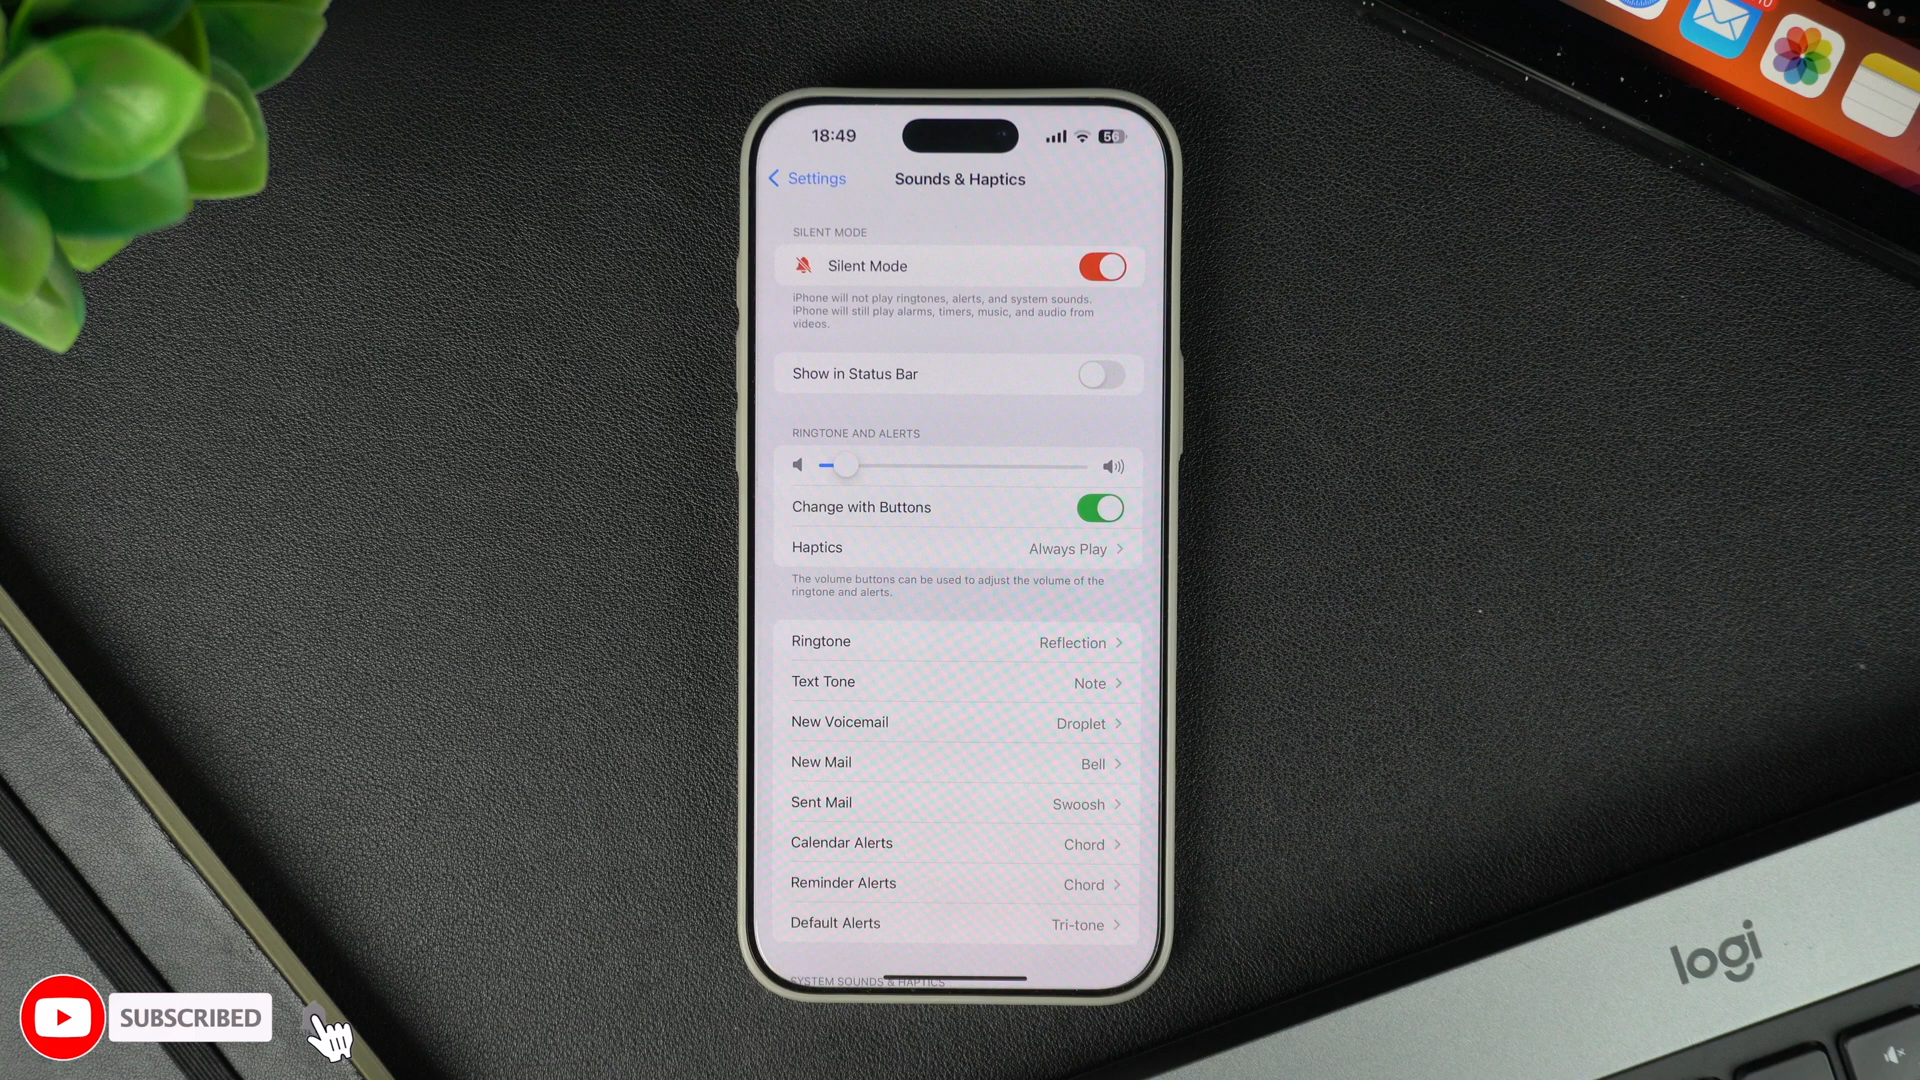 18:49
56
Settings
Sounds & Haptics
SILENT MODE
Silent Mode
iPhone will not play ringtones, alerts, and system sounds.
iPhone will still play alarms, timers, music, and audio from
videos.
Show in Status Bar
RINGTONE AND ALERTS
Change with Buttons
Haptics Always Play
The volume buttons can be used to adjust the volume of the
ringtone and alerts.
Ringtone Reflection
Text Tone Note
New Voicemail Droplet
New Mail Bell
Sent Mail Swoosh
Calendar Alerts Chord
Reminder Alerts Chord
Default Alerts Tri-tone
SYSTEM SOUNDS & HAPTICS
logi
SUBSCRIBED